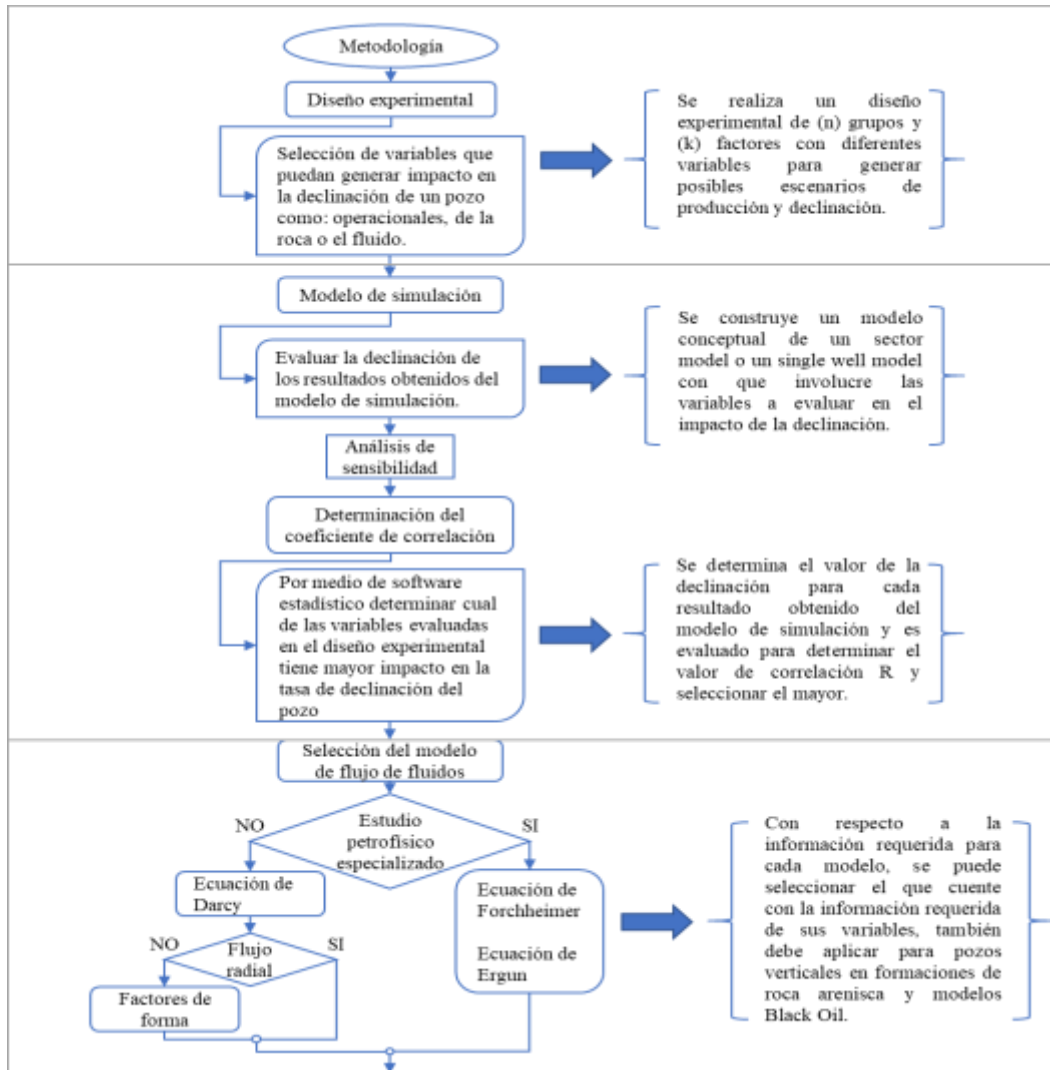 Metodología
Diseño experimental
Selección de variables que
puedan generar impacto en
la declinación de un pozo
como: operacionales, de la
roca o el fluido.
Se realiza un diseño
experimental de (n) grupos y
(k) factores con diferentes
variables para generar
posibles escenarios de
producción y declinación.
Modelo de simulación
Evaluar la declinación de
los resultados obtenidos del
modelo de simulación.
Se construye un modelo
conceptual de un sector
model o un single well model
con que involucre las
variables a evaluar en el
impacto de la declinación.
Análisis de
sensibilidad
Determinación del
coeficiente de correlación
Por medio de software
estadístico determinar cual
de las variables evaluadas
en el diseño experimental
tiene mayor impacto en la
tasa de declinación del
pozo
Se determina el valor de la
declinación para cada
resultado obtenido del
modelo de simulación y es
evaluado para determinar el
valor de correlación R y
seleccionar el mayor.
Selección del modelo
de flujo de fluidos
NO
Estudio
petrofísico
especializado
SI
Ecuación de
Darcy
NO
Flujo
radial
SI
Factores de
forma
Ecuación de
Forchheimer
Ecuación de
Ergun
Con respecto a la
información requerida para
cada modelo, se puede
seleccionar el que cuente
con la información requerida
de sus variables, también
debe aplicar para pozos
verticales en formaciones de
roca arenisca y modelos
Black Oil.